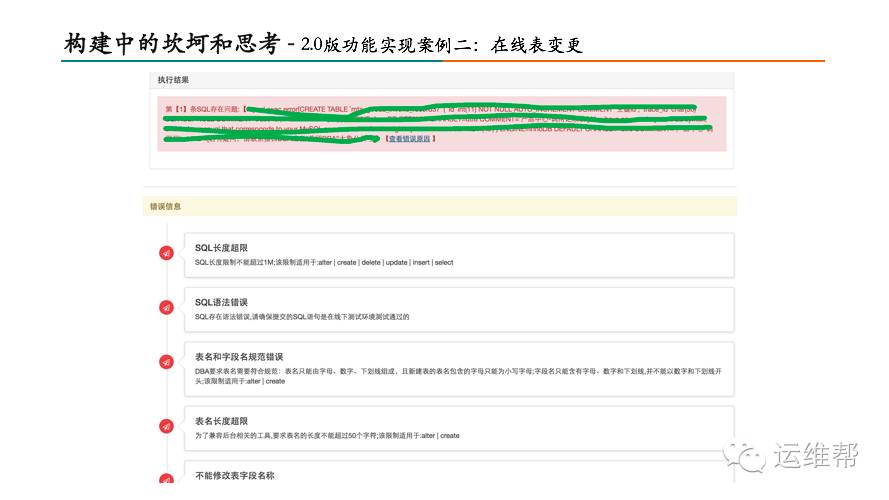 构建中的坎坷和思考 - 2.0版功能实现案例二：在线表变更
执行结果
第【1】条SQL存在问题:【
error(CREATE TABLE
NOT NULL AUTO_INCREMENT COMMENT
that corresponds to your MySQL
【查看错误原因 】
错误信息
SQL长度超限
SQL长度限制不能超过1M;该限制适用于:alter | create | delete | update | insert | select
SQL语法错误
SQL存在语法错误,请确保提交的SQL语句是在线下测试环境测试通过的
表名和字段名规范错误
DBA要求表名需要符合规范：表名只能由字母、数字、下划线组成，且新建表的表名包含的字母只能为小写字母;字段名只能含有字母、数字和下划线,并不能以数字和下划线开
头;该限制适用于:alter | create
表名长度超限
为了兼容后台相关的工具,要求表名的长度不能超过50个字符;该限制适用于:alter | create
不能修改表字段名称
运维帮